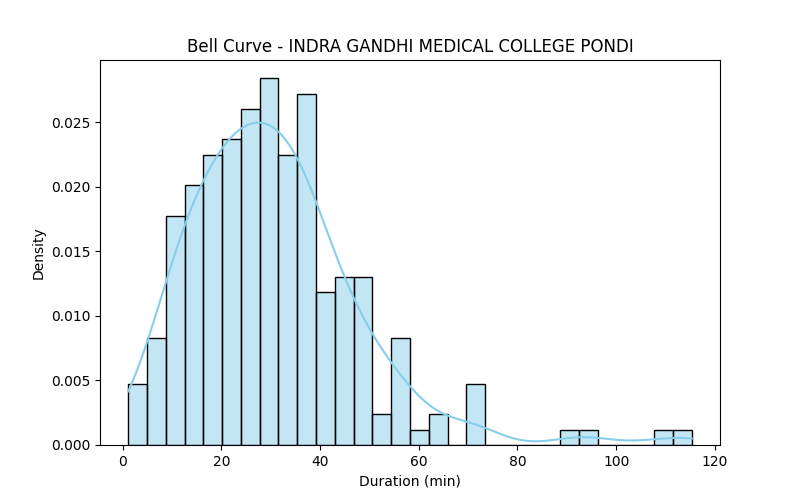 Bell Curve - INDRA GANDHI MEDICAL COLLEGE PONDI
0.025
0.020
0.015
0.010
0.005
0.000
Density
0 20 40 60 80 100 120
Duration (min)